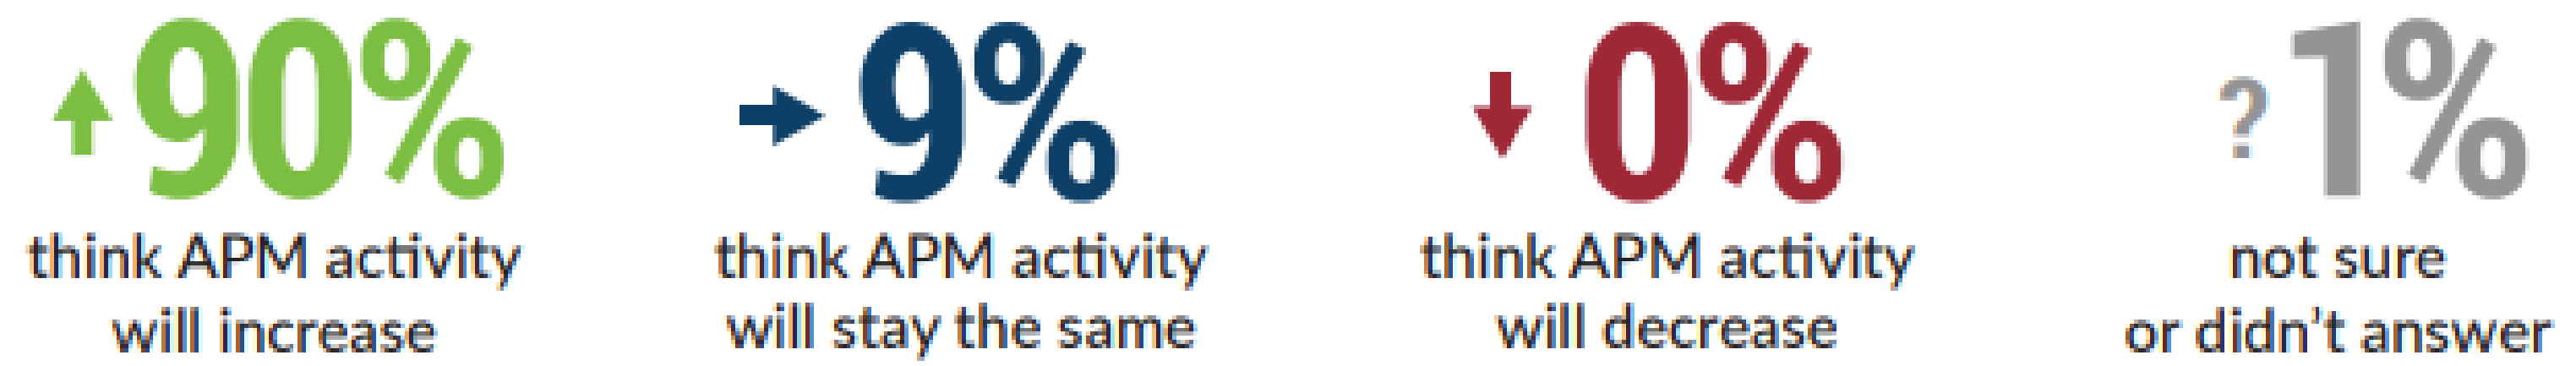 90%
think APM activity
will increase
9%
think APM activity
will stay the same
0%
think APM activity
will decrease
?1%
not sure
or didn't answer